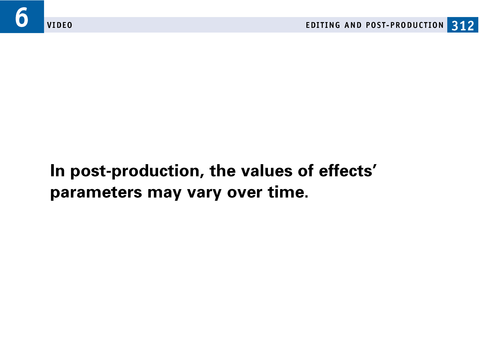 6
VIDEO
EDITING AND POST-PRODUCTION 312
In post-production, the values of effects’
parameters may vary over time.